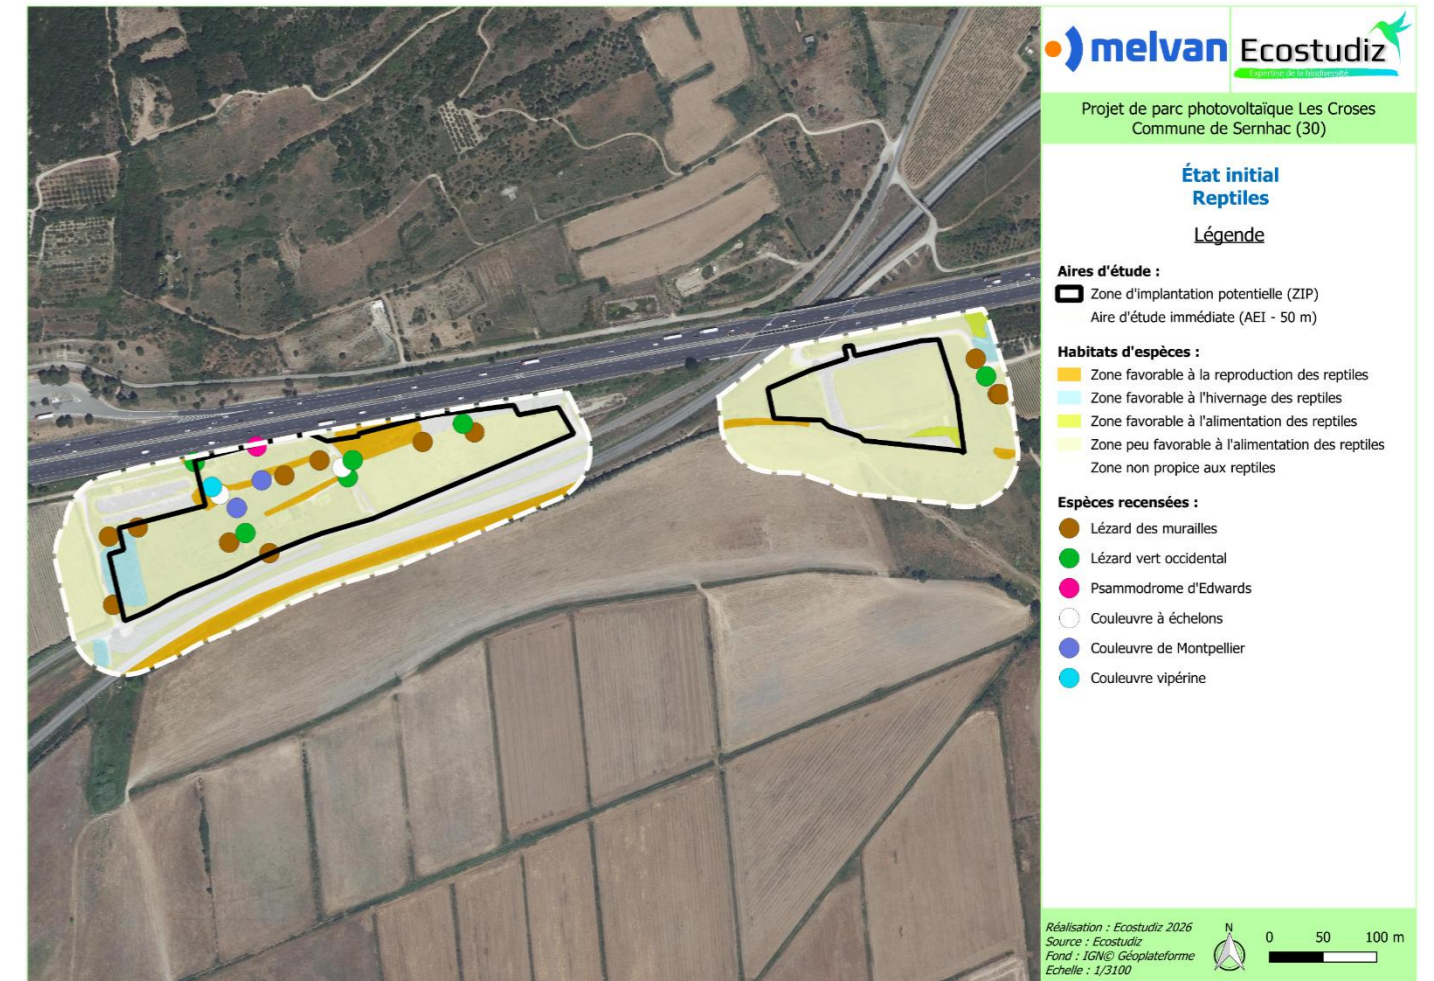 melvan
Ecostudiz
Expertise de la biodiversité
Projet de parc photovoltaïque Les Croses
Commune de Sernhac (30)
État initial
Reptiles
Légende
Aires d'étude :
Zone d'implantation potentielle (ZIP)
Aire d'étude immédiate (AEI - 50 m)
Habitats d'espèces :
Zone favorable à la reproduction des reptiles
Zone favorable à l'hivernage des reptiles
Zone favorable à l'alimentation des reptiles
Zone peu favorable à l'alimentation des reptiles
Zone non propice aux reptiles
Espèces recensées :
Lézard des murailles
Lézard vert occidental
Psammodrome d'Edwards
Couleuvre à échelons
Couleuvre de Montpellier
Couleuvre vipérine
Réalisation : Ecostudiz 2026
Source : Ecostudiz
Fond : IGN© Géoplateforme
Echelle : 1/3100
N
0 50 100 m